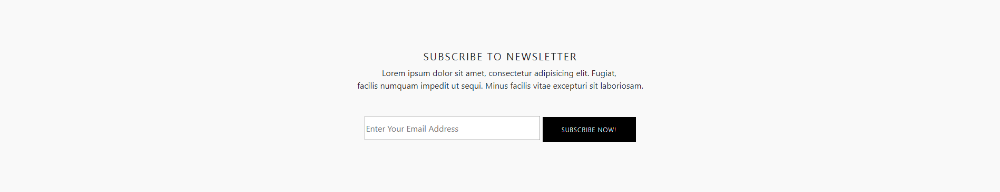 SUBSCRIBE TO NEWSLETTER
Lorem ipsum dolor sit amet, consectetur adipisicing elit. Fugiat,
facilis numquam impedit ut sequi. Minus facilis vitae excepturi sit laboriosam.
Enter Your Email Address
SUBSCRIBE NOW!